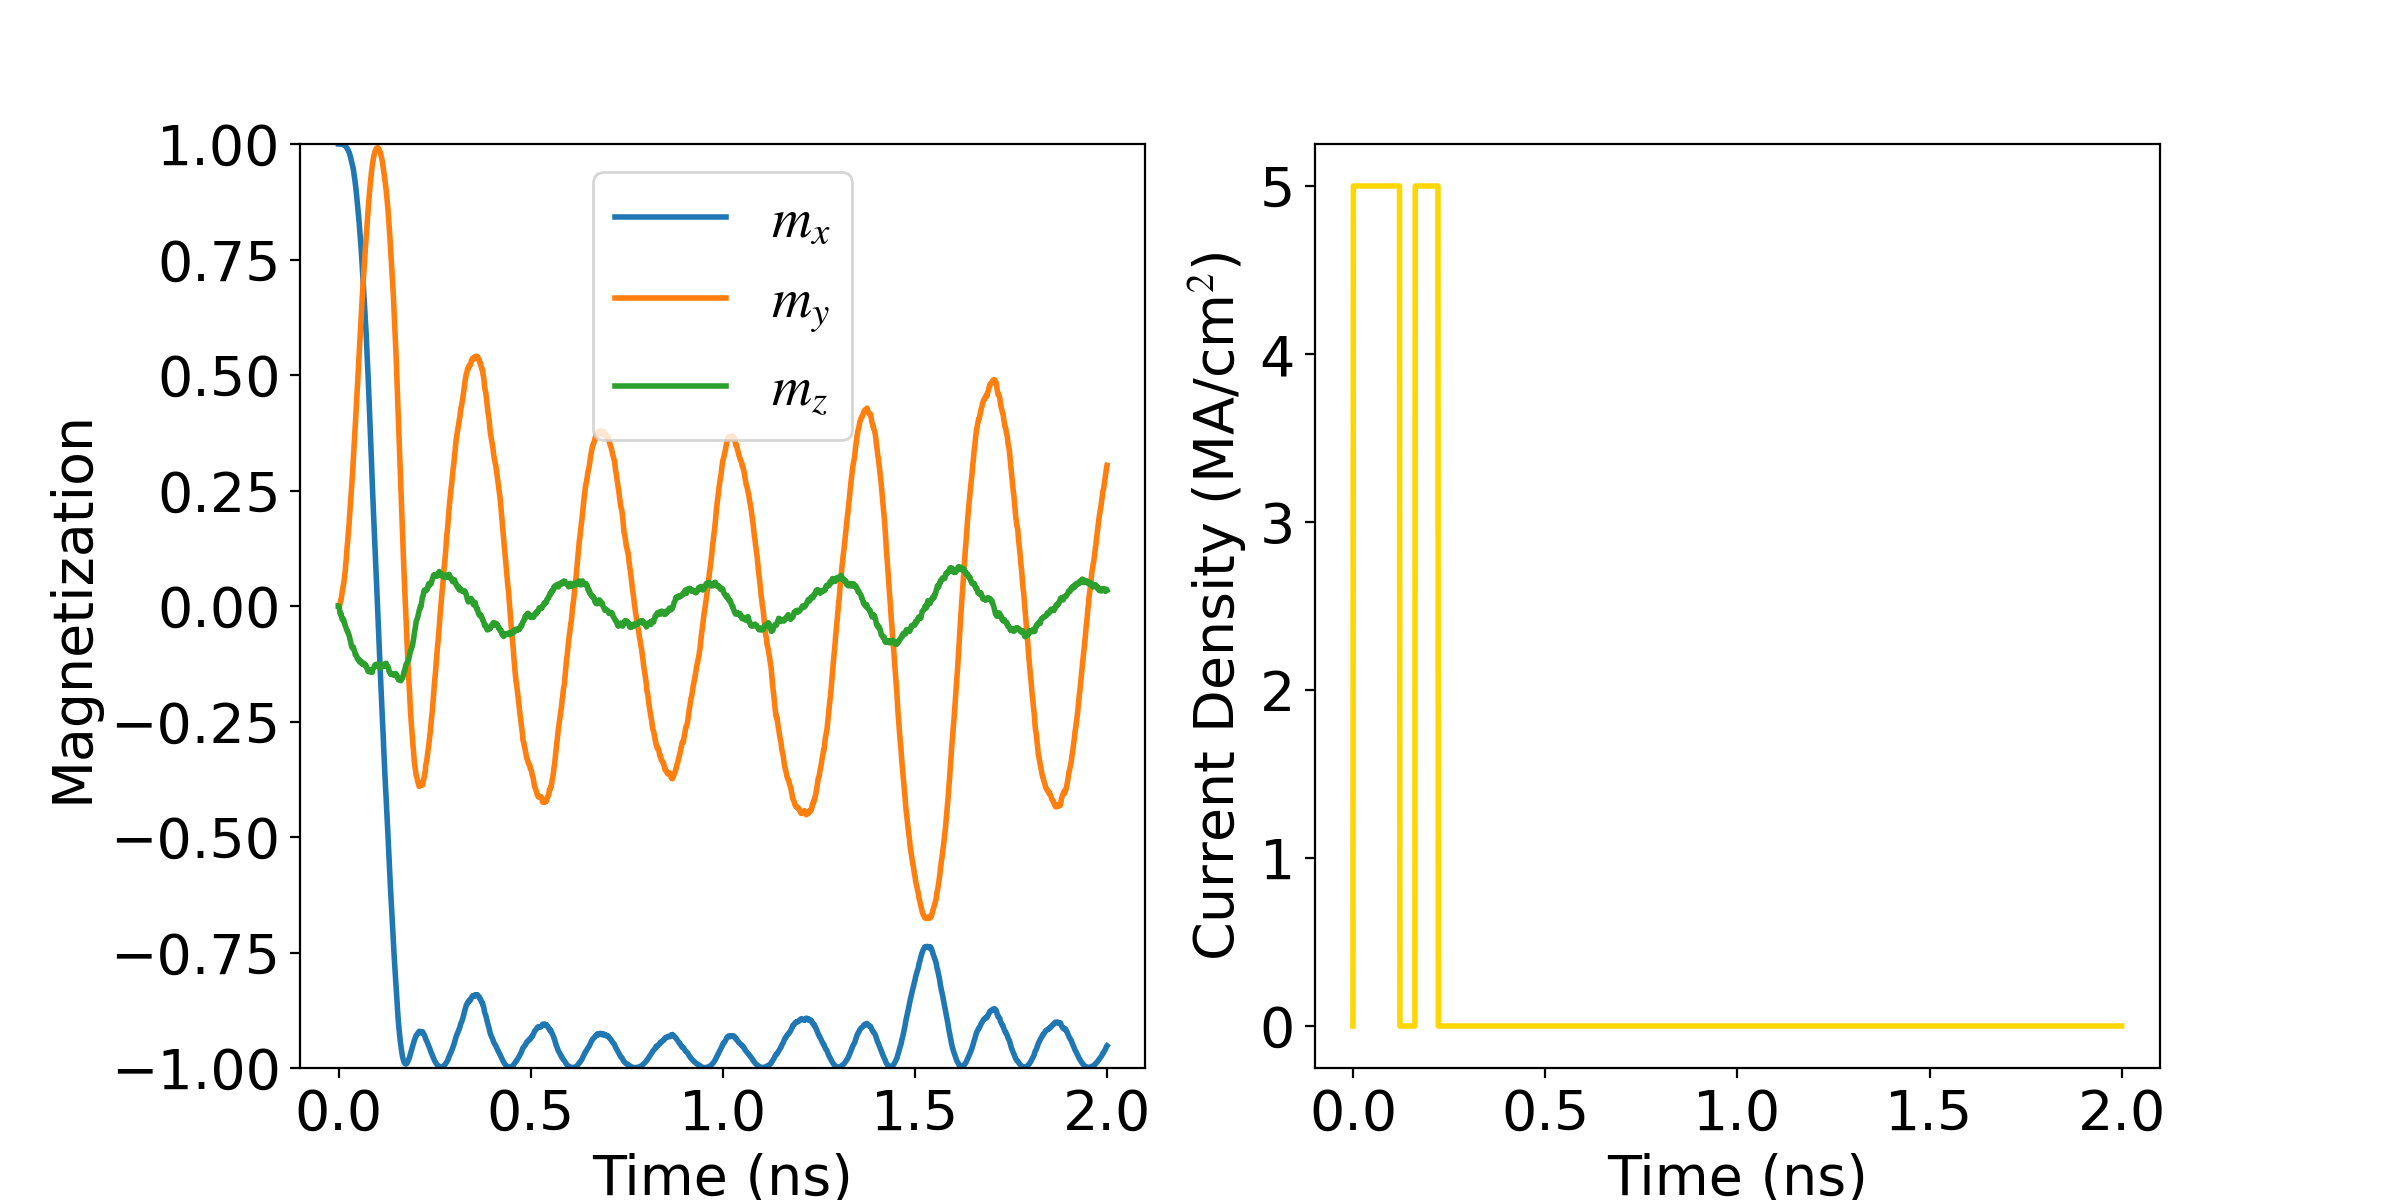 1.00
0.75
0.50
0.25
0.00
−0.25
−0.50
−0.75
−1.00
Magnetization
0.0 0.5 1.0 1.5 2.0
Time (ns)
m_x
m_y
m_z
5
4
3
2
1
0
Current Density (MA/cm²)
0.0 0.5 1.0 1.5 2.0
Time (ns)